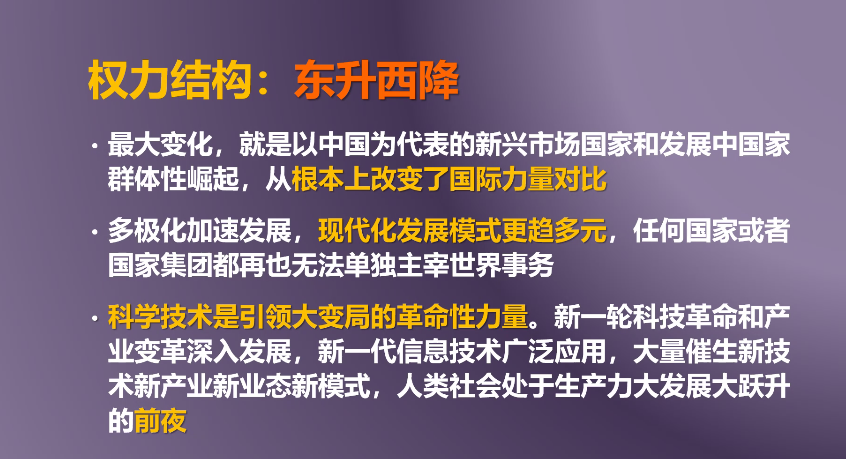 权力结构：东升西降
• 最大变化，就是以中国为代表的新兴市场国家和发展中国家
群体性崛起，从根本上改变了国际力量对比
• 多极化加速发展，现代化发展模式更趋多元，任何国家或者
国家集团都再也无法单独主宰世界事务
• 科学技术是引领大变局的革命性力量。新一轮科技革命和产
业变革深入发展，新一代信息技术广泛应用，大量催生新技
术新产业新业态新模式，人类社会处于生产力大发展大跃升
的前夜